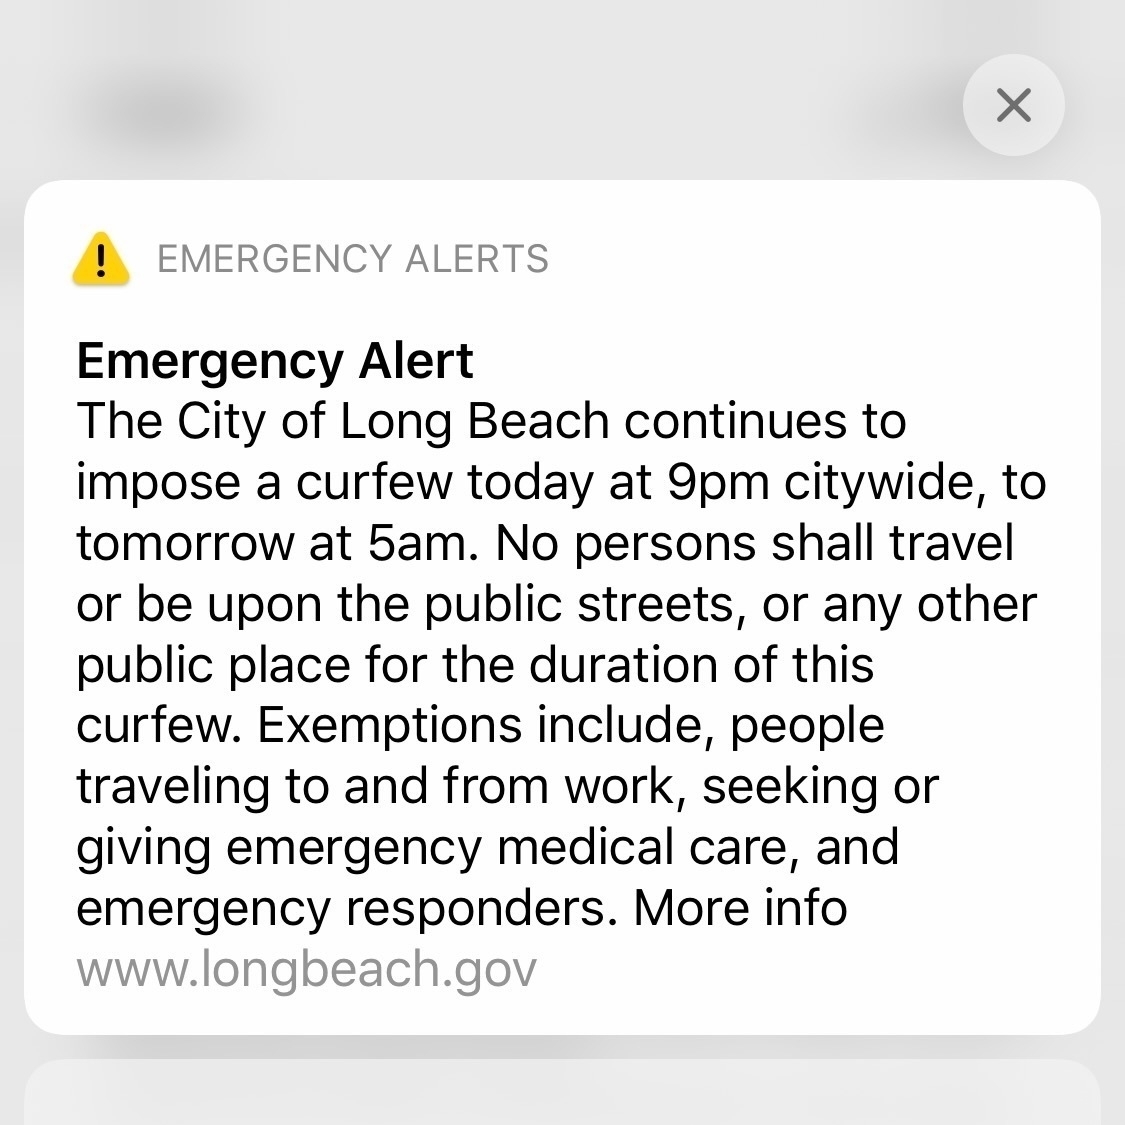 EMERGENCY ALERTS
Emergency Alert
The City of Long Beach continues to
impose a curfew today at 9pm citywide, to
tomorrow at 5am. No persons shall travel
or be upon the public streets, or any other
public place for the duration of this
curfew. Exemptions include, people
traveling to and from work, seeking or
giving emergency medical care, and
emergency responders. More info
www.longbeach.gov